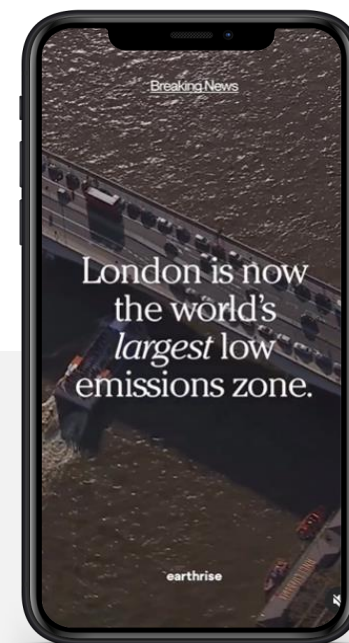 Breaking News
London is now
the world's
largest low
emissions zone.
earthrise